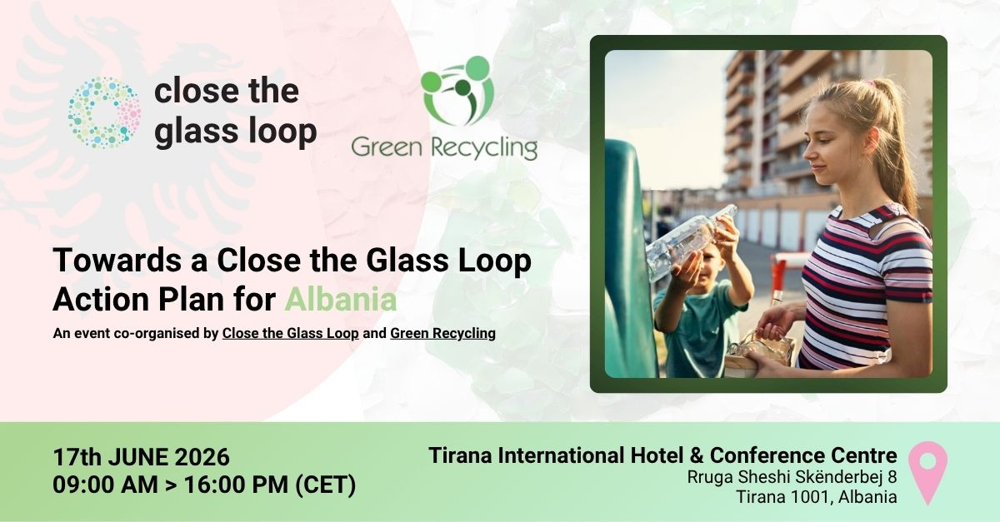 close the
glass loop
Green Recycling
Towards a Close the Glass Loop
Action Plan for Albania
An event co-organised by Close the Glass Loop and Green Recycling
17th JUNE 2026
09:00 AM > 16:00 PM (CET)
Tirana International Hotel & Conference Centre
Rruga Sheshi Skënderbej 8
Tirana 1001, Albania